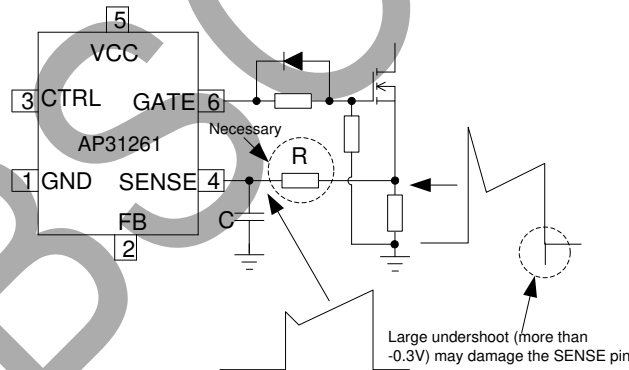 5
VCC
3 CTRL GATE 6
Necessary
AP31261
R
1 GND SENSE 4
C
FB
2
Large undershoot (more than
-0.3V) may damage the SENSE pin